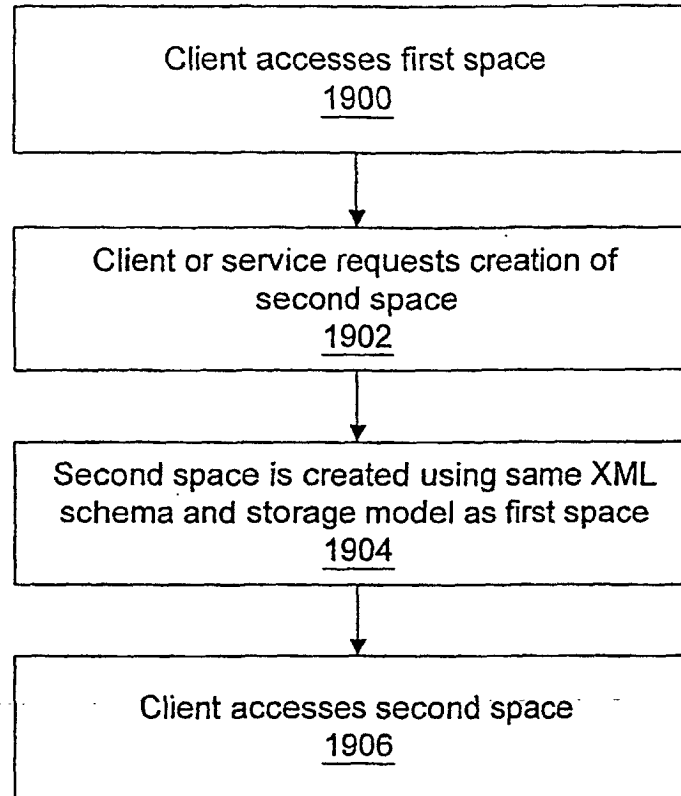 Client accesses first space
1900
Client or service requests creation of
second space
1902
Second space is created using same XML
schema and storage model as first space
1904
Client accesses second space
1906